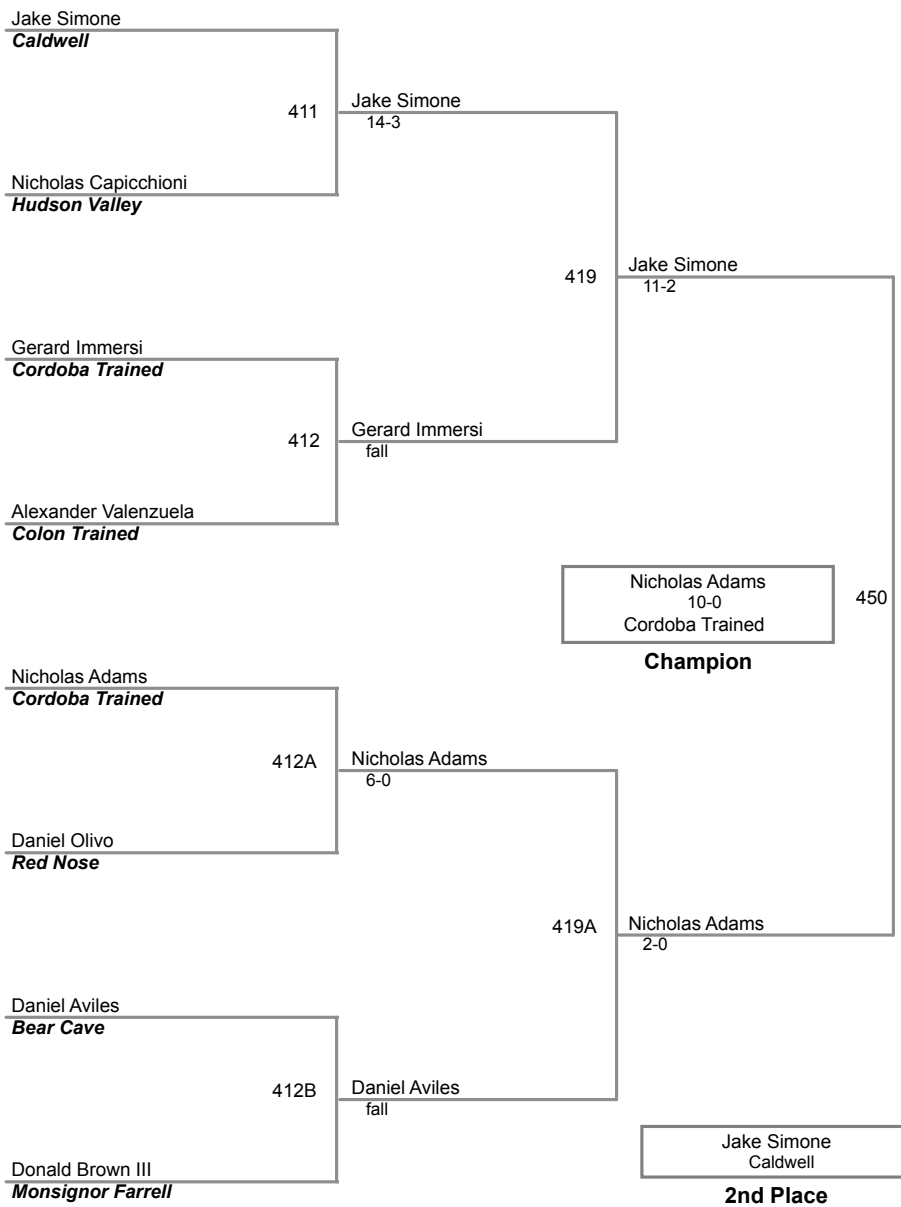 Jake Simone
Caldwell
411
Jake Simone
14-3
Nicholas Capicchioni
Hudson Valley
419
Jake Simone
11-2
Gerard Immersi
Cordoba Trained
412
Gerard Immersi
fall
Alexander Valenzuela
Colon Trained
Nicholas Adams
10-0
Cordoba Trained
Champion
450
Nicholas Adams
Cordoba Trained
412A
Nicholas Adams
6-0
Daniel Olivo
Red Nose
419A
Nicholas Adams
2-0
Daniel Aviles
Bear Cave
412B
Daniel Aviles
fall
Donald Brown III
Monsignor Farrell
Jake Simone
Caldwell
2nd Place